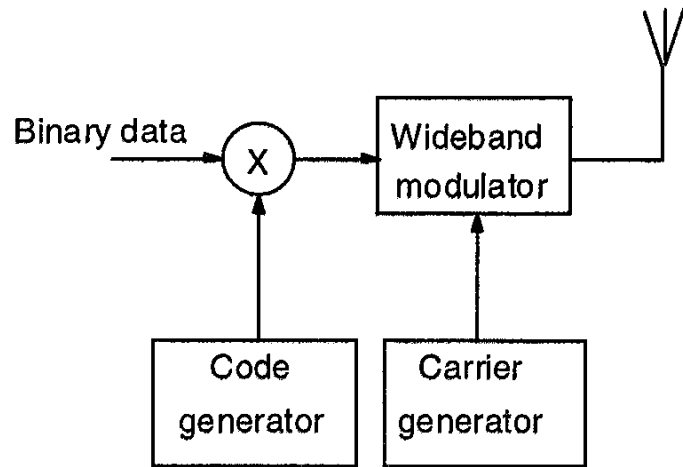 Binary data
X
Wideband
modulator
Code
generator
Carrier
generator